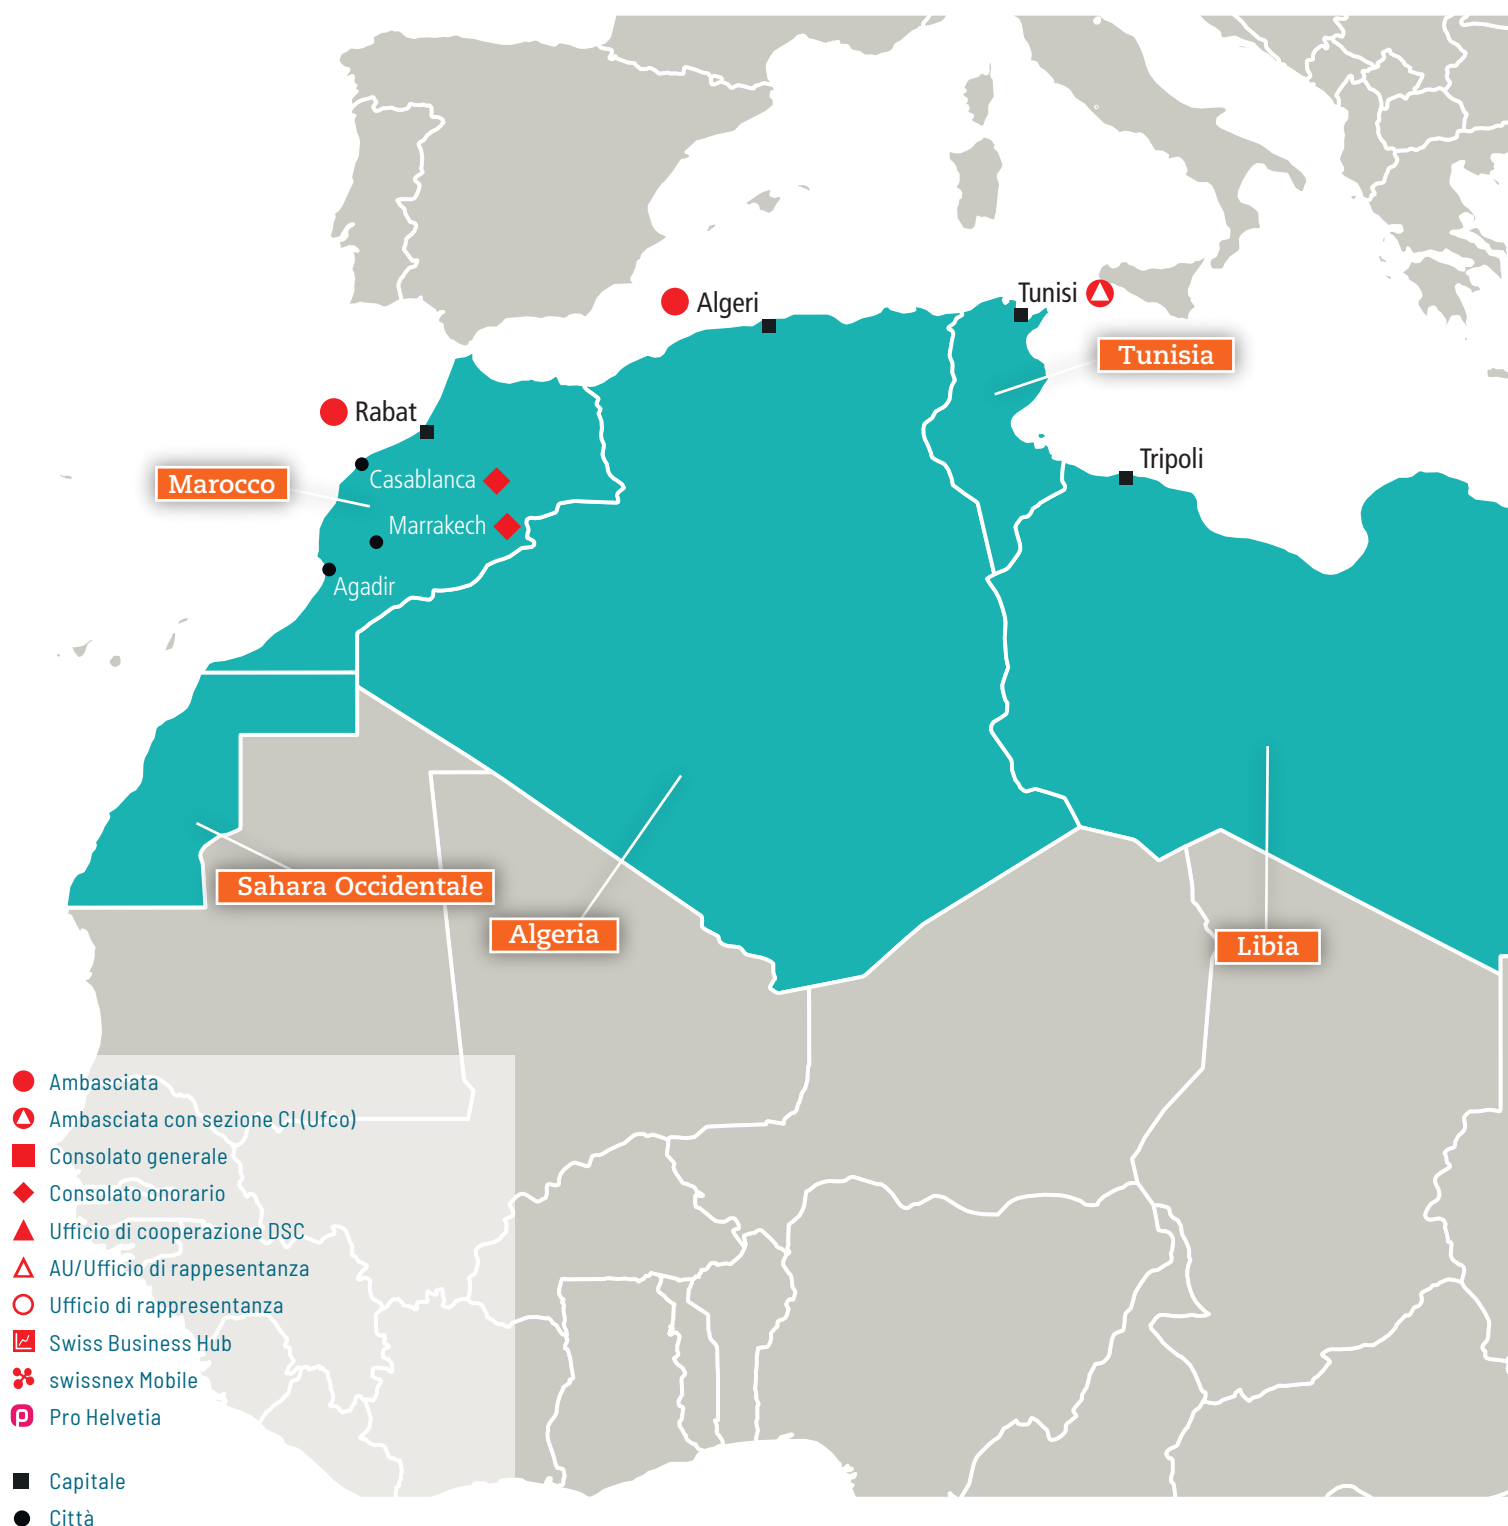 Algeri
Tunisi
Tunisia
Rabat
Tripoli
Marocco
Casablanca
Marrakech
Agadir
Sahara Occidentale
Algeria
Libia
Ambasciata
Ambasciata con sezione CI (Ufco)
Consolato generale
Consolato onorario
Ufficio di cooperazione DSC
AU/Ufficio di rappesentanza
Ufficio di rappresentanza
Swiss Business Hub
swissnex Mobile
Pro Helvetia
Capitale
Città